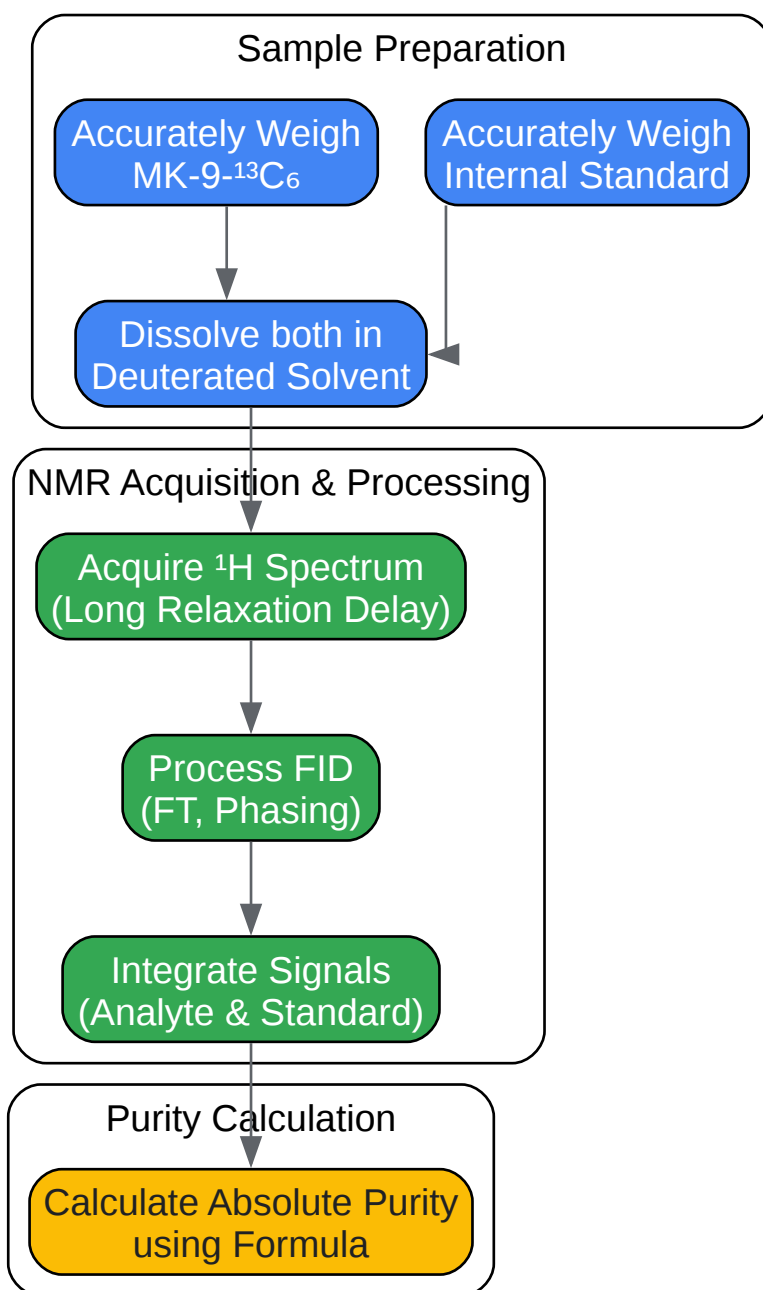 Sample Preparation
Accurately Weigh
MK-9-¹³C₆
Accurately Weigh
Internal Standard
Dissolve both in
Deuterated Solvent
NMR Acquisition & Processing
Acquire ¹H Spectrum
(Long Relaxation Delay)
Process FID
(FT, Phasing)
Integrate Signals
(Analyte & Standard)
Purity Calculation
Calculate Absolute Purity
using Formula